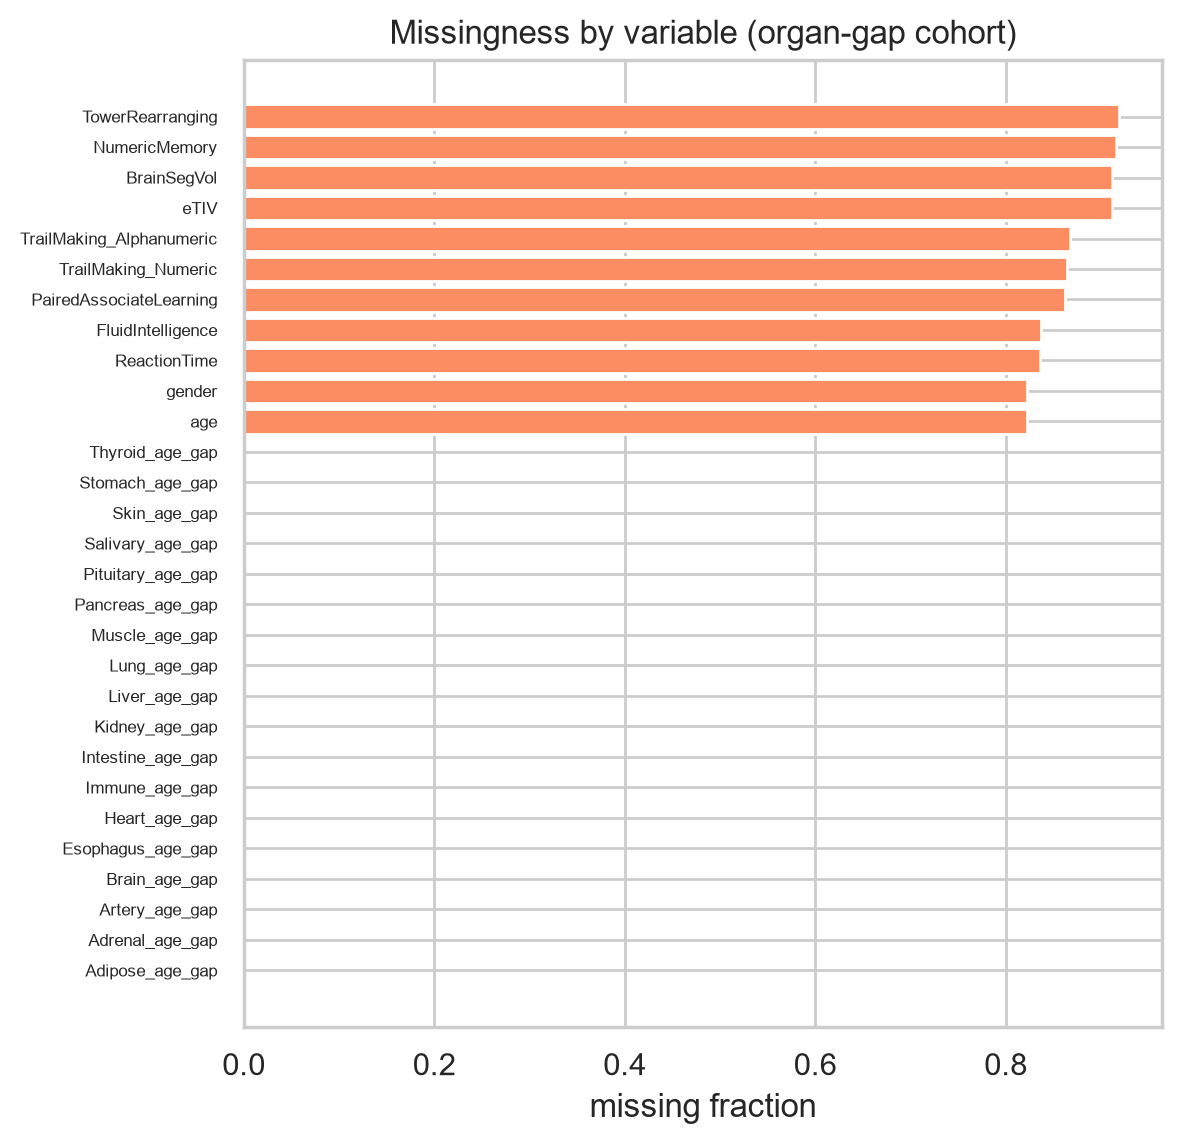 Missingness by variable (organ-gap cohort)
TowerRearranging
NumericMemory
BrainSegVol
eTIV
TrailMaking_Alphanumeric
TrailMaking_Numeric
PairedAssociateLearning
FluidIntelligence
ReactionTime
gender
age
Thyroid_age_gap
Stomach_age_gap
Skin_age_gap
Salivary_age_gap
Pituitary_age_gap
Pancreas_age_gap
Muscle_age_gap
Lung_age_gap
Liver_age_gap
Kidney_age_gap
Intestine_age_gap
Immune_age_gap
Heart_age_gap
Esophagus_age_gap
Brain_age_gap
Artery_age_gap
Adrenal_age_gap
Adipose_age_gap
0.0 0.2 0.4 0.6 0.8
missing fraction